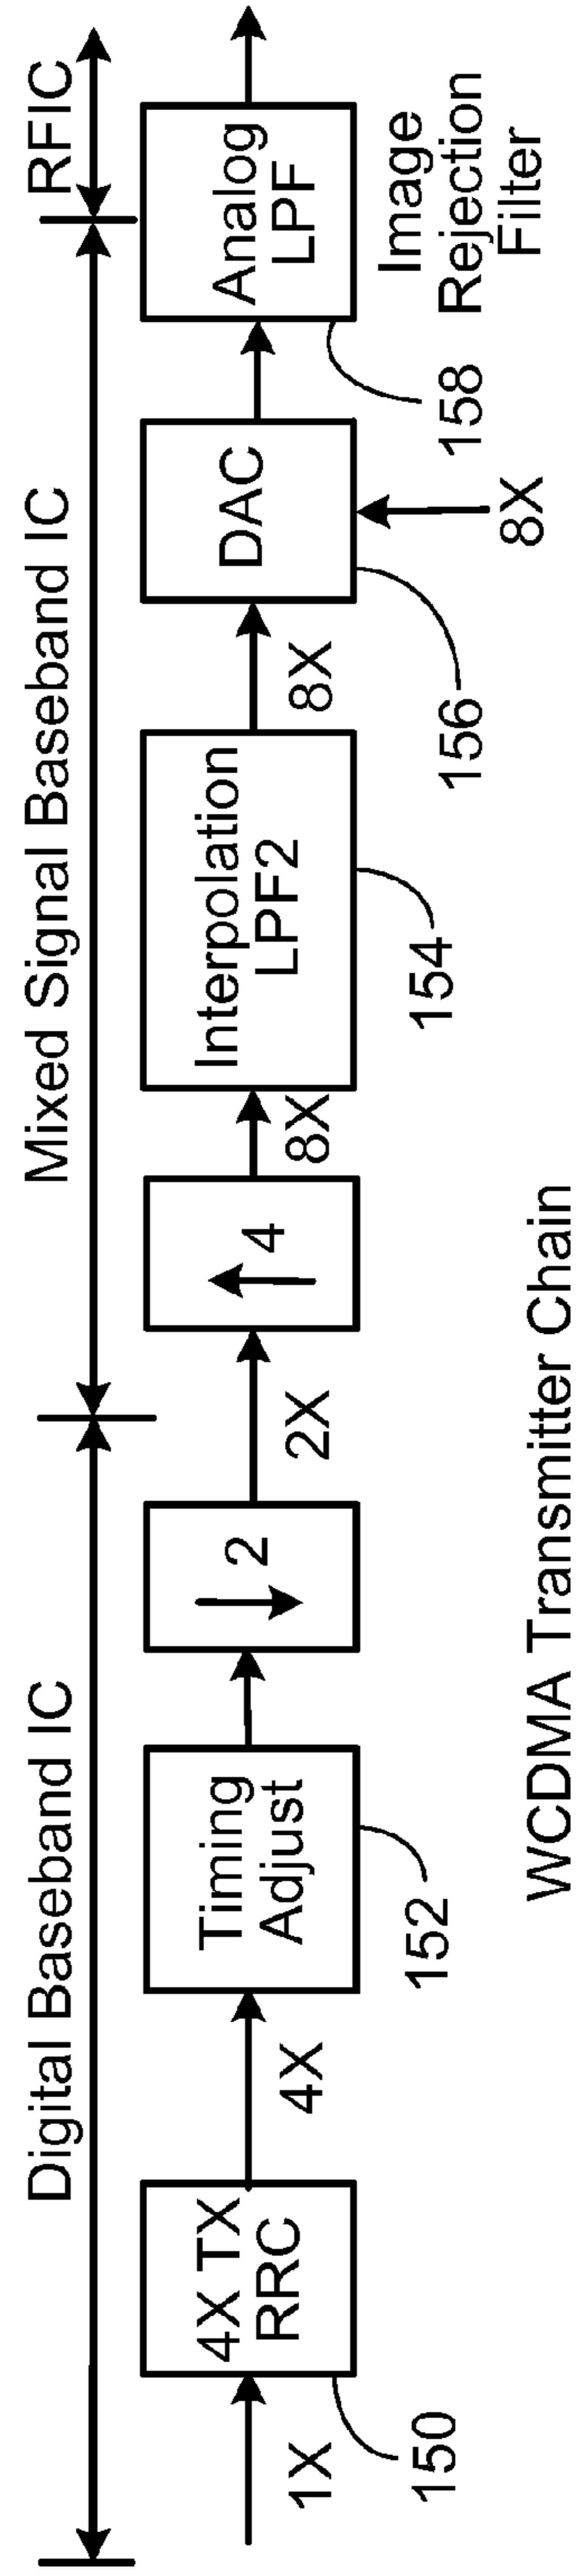 Digital Baseband IC
Mixed Signal Baseband IC
RFIC
1X
4X TX
RRC
150
4X
Timing
Adjust
152
2
2X
4
8X
Interpolation
LPF2
154
8X
DAC
156
8X
Analog
LPF
158
Image
Rejection
Filter
WCDMA Transmitter Chain